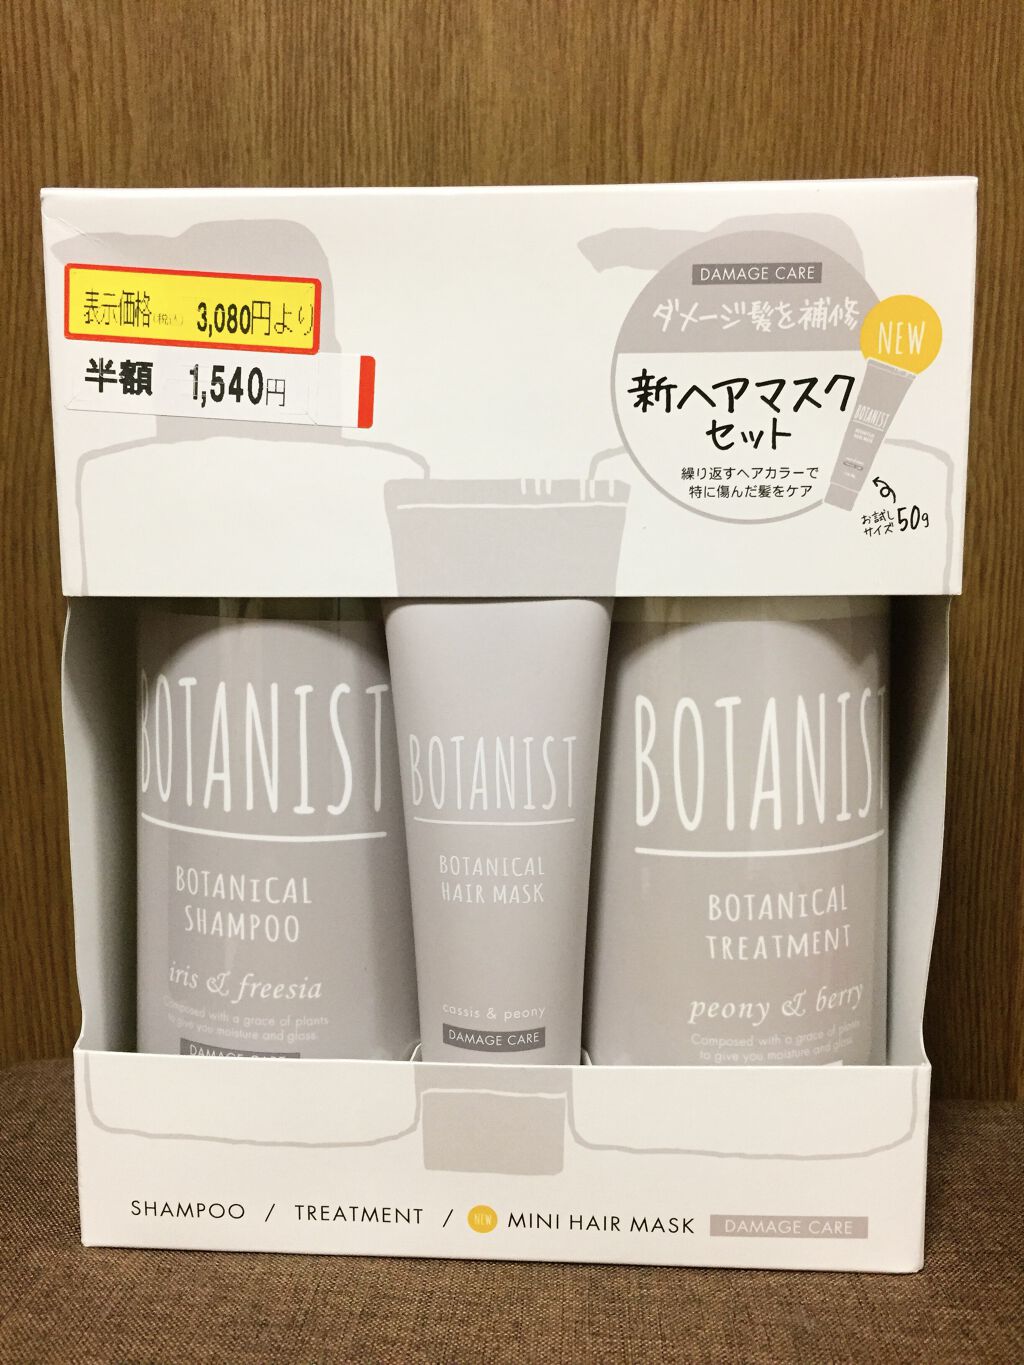 表示価格(税込) 3,080円より
半額 1,540円
DAMAGE CARE
ダメージ髪を補修
NEW
新ヘアマスク
セット
繰り返すヘアカラーで
特に傷んだ髪をケア
BOTANIST
お試し
サイズ 50g
BOTANIST
BOTANICAL
SHAMPOO
iris & freesia
Composed with a grace of plants
to give you moisture and gloss.
DAMAGE CARE
BOTANIST
BOTANICAL
HAIR MASK
cassis & peony
DAMAGE CARE
BOTANIST
BOTANICAL
TREATMENT
peony & berry
Composed with a grace of plants
to give you moisture and gloss.
SHAMPOO / TREATMENT / NEW MINI HAIR MASK DAMAGE CARE